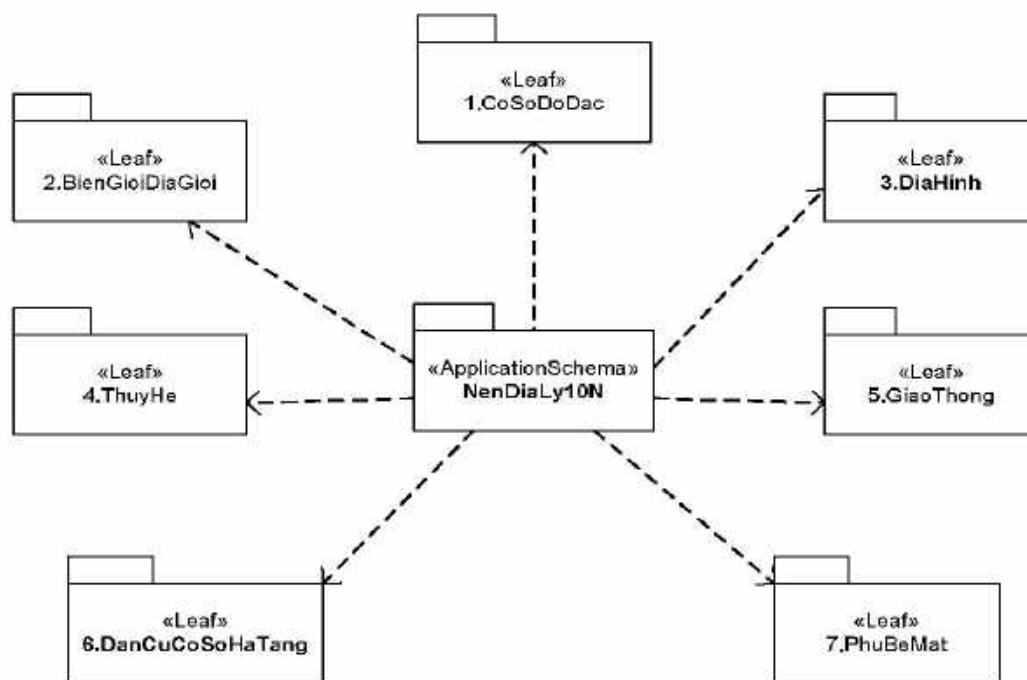 «Leaf»
1.CoSoDoDac
«Leaf»
2.BienGioiDiaGioi
«Leaf»
3.DiaHinh
«Leaf»
4.ThuyHe
«ApplicationSchema»
NenDiaLy10N
«Leaf»
5.GiaoThong
«Leaf»
6.DanCuCoSoHaTang
«Leaf»
7.PhuBeMat